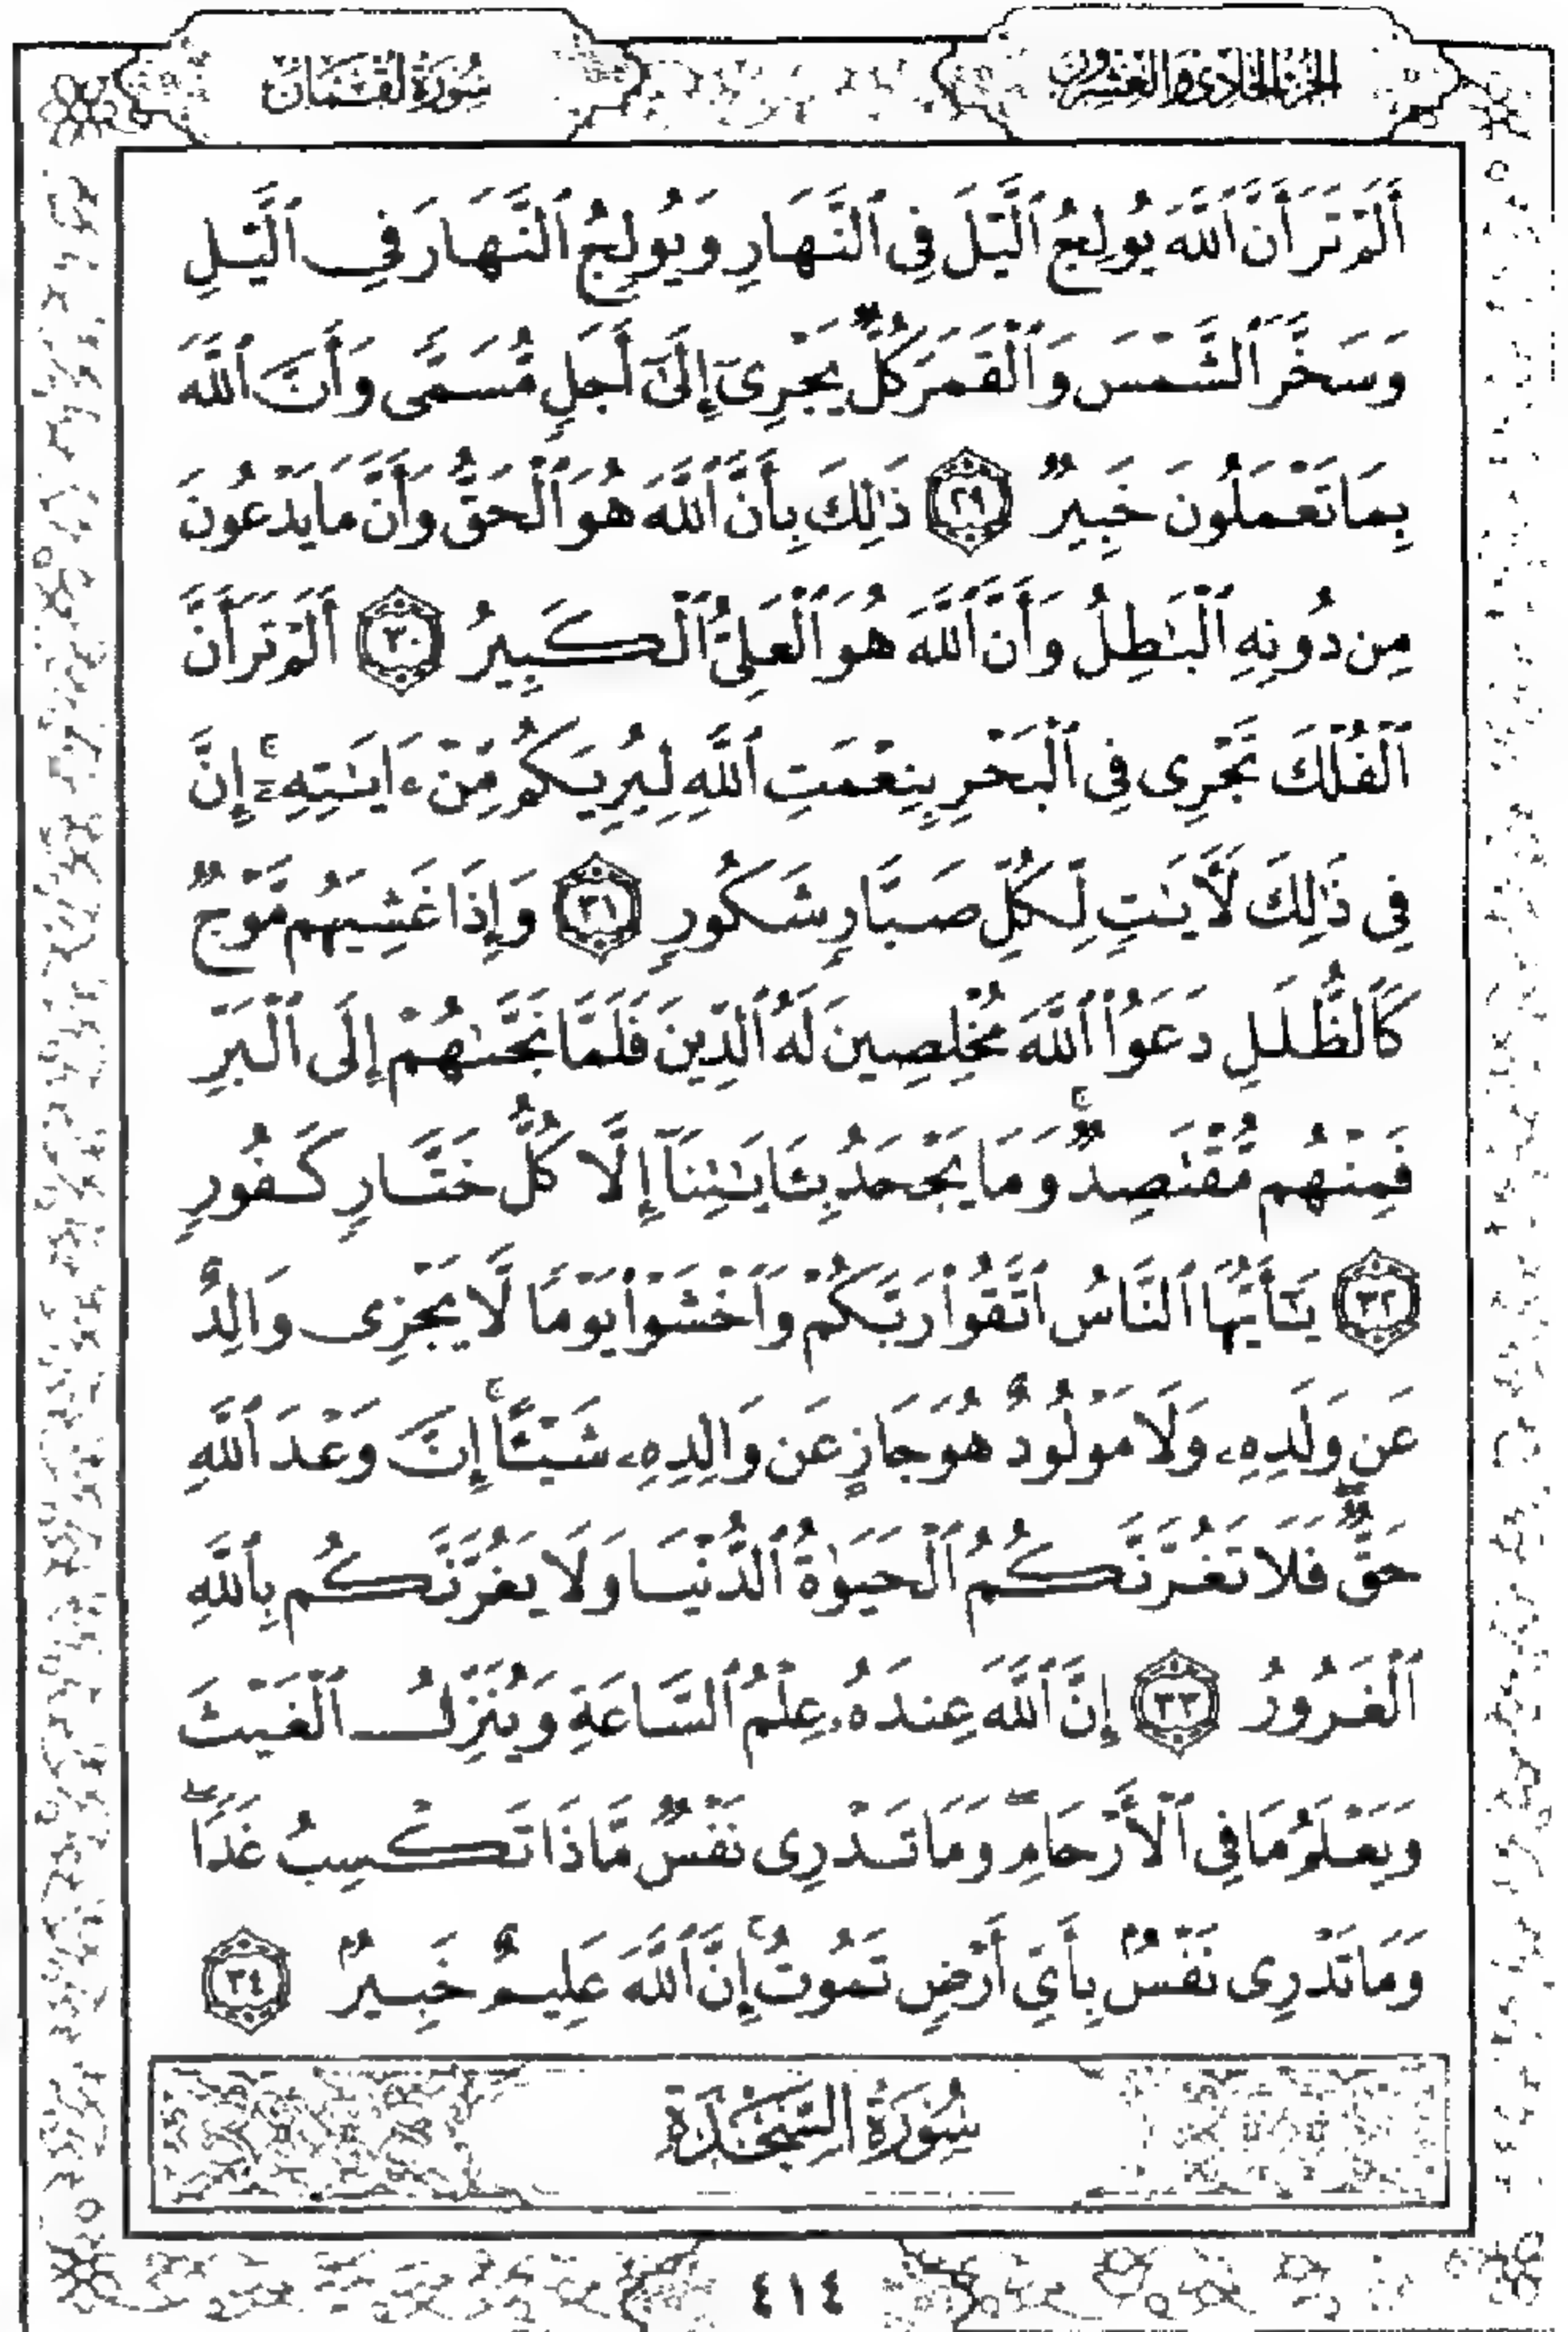 الجزء الحادي والعشرون
سورة لقمان
أَلَمْ تَرَ أَنَّ ٱللَّهَ يُولِجُ ٱلَّيْلَ فِى ٱلنَّهَارِ وَيُولِجُ ٱلنَّهَارَ فِى ٱلَّيْلِ
وَسَخَّرَ ٱلشَّمْسَ وَٱلْقَمَرَ كُلٌّ يَجْرِىٓ إِلَىٰٓ أَجَلٍ مُّسَمًّى وَأَنَّ ٱللَّهَ
بِمَا تَعْمَلُونَ خَبِيرٌ ٢٩ ذَٰلِكَ بِأَنَّ ٱللَّهَ هُوَ ٱلْحَقُّ وَأَنَّ مَا يَدْعُونَ
مِن دُونِهِ ٱلْبَٰطِلُ وَأَنَّ ٱللَّهَ هُوَ ٱلْعَلِىُّ ٱلْكَبِيرُ ٣٠ أَلَمْ تَرَ أَنَّ
ٱلْفُلْكَ تَجْرِى فِى ٱلْبَحْرِ بِنِعْمَتِ ٱللَّهِ لِيُرِيَكُم مِّنْ ءَايَٰتِهِۦٓ ۚ إِنَّ
فِى ذَٰلِكَ لَءَايَٰتٍ لِّكُلِّ صَبَّارٍ شَكُورٍ ٣١ وَإِذَا غَشِيَهُم مَّوْجٌ
كَٱلظُّلَلِ دَعَوُا۟ ٱللَّهَ مُخْلِصِينَ لَهُ ٱلدِّينَ فَلَمَّا نَجَّىٰهُمْ إِلَى ٱلْبَرِّ
فَمِنْهُم مُّقْتَصِدٌ ۚ وَمَا يَجْحَدُ بِـَٔايَٰتِنَآ إِلَّا كُلُّ خَتَّارٍ كَفُورٍ
٣٢ يَٰٓأَيُّهَا ٱلنَّاسُ ٱتَّقُوا۟ رَبَّكُمْ وَٱخْشَوْا۟ يَوْمًا لَّا يَجْزِى وَالِدٌ
عَن وَلَدِهِۦ وَلَا مَوْلُودٌ هُوَ جَازٍ عَن وَالِدِهِۦ شَيْـًٔا ۚ إِنَّ وَعْدَ ٱللَّهِ
حَقٌّ ۖ فَلَا تَغُرَّنَّكُمُ ٱلْحَيَوٰةُ ٱلدُّنْيَا وَلَا يَغُرَّنَّكُم بِٱللَّهِ
ٱلْغَرُورُ ٣٣ إِنَّ ٱللَّهَ عِندَهُۥ عِلْمُ ٱلسَّاعَةِ وَيُنَزِّلُ ٱلْغَيْثَ
وَيَعْلَمُ مَا فِى ٱلْأَرْحَامِ ۖ وَمَا تَدْرِى نَفْسٌ مَّاذَا تَكْسِبُ غَدًا ۖ
وَمَا تَدْرِى نَفْسٌۢ بِأَىِّ أَرْضٍ تَمُوتُ ۚ إِنَّ ٱللَّهَ عَلِيمٌ خَبِيرٌۢ ٣٤
سُورَةُ السَّجْدَةِ
٤١٤